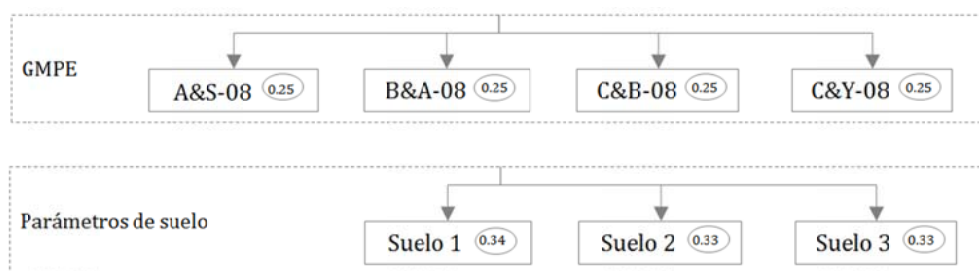 GMPE
A&S-08 0.25 B&A-08 0.25 C&B-08 0.25 C&Y-08 0.25
Parámetros de suelo
Suelo 1 0.34 Suelo 2 0.33 Suelo 3 0.33